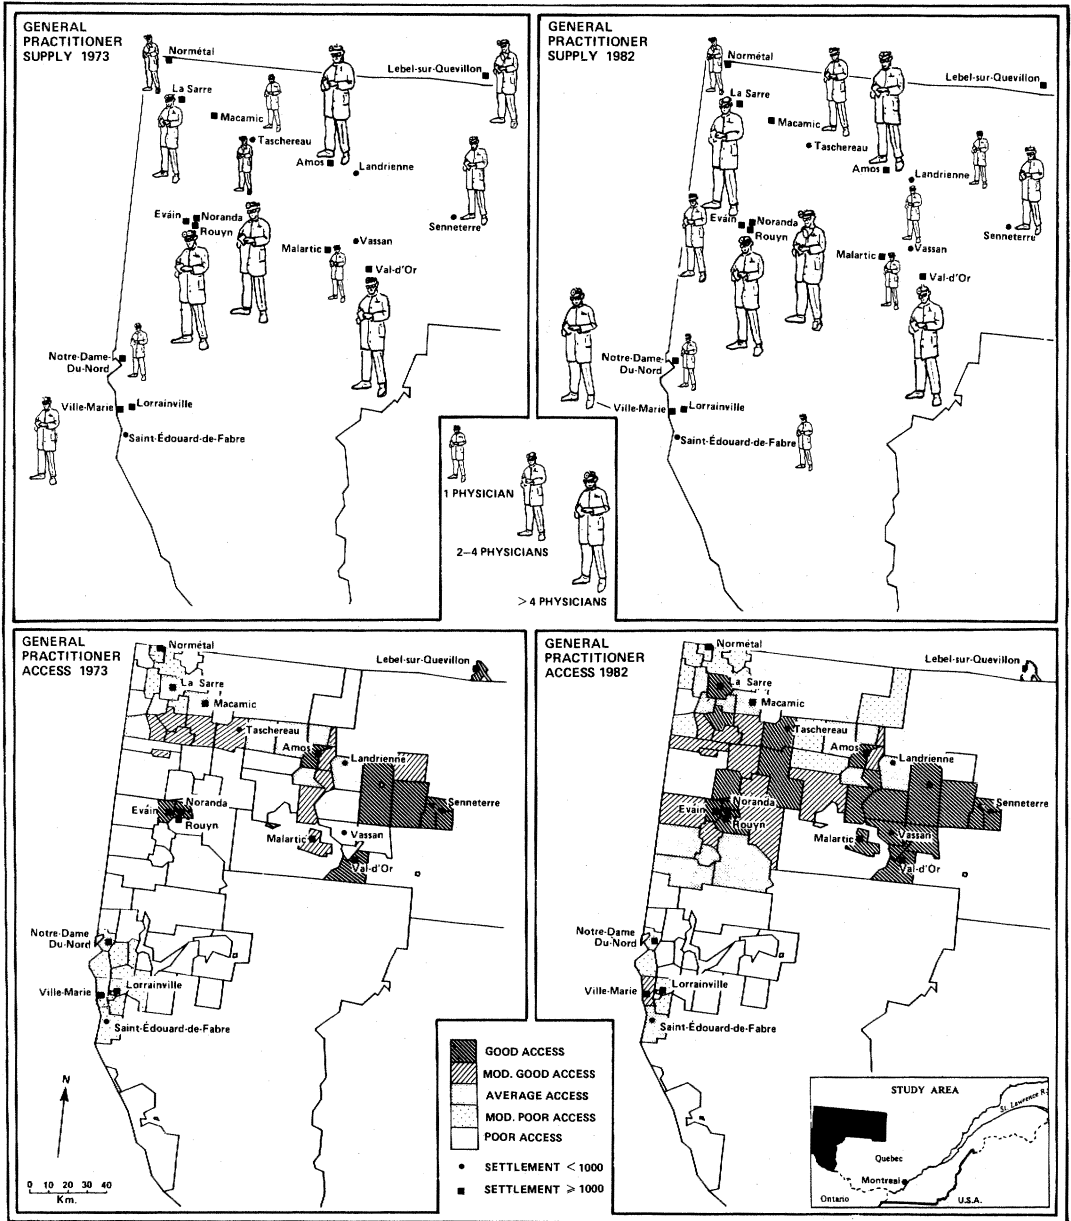 GENERAL
PRACTITIONER
SUPPLY 1973
Normétal
Lebel-sur-Quevillon
La Sarre
Macamic
Taschereau
Amos
Landrienne
Evain
Noranda
Rouyn
Senneterre
Malartic
Vassan
Val-d'Or
Notre-Dame-
Du-Nord
Ville-Marie
Lorrainville
Saint-Édouard-de-Fabre
GENERAL
PRACTITIONER
SUPPLY 1982
Normétal
Lebel-sur-Quevillon
La Sarre
Macamic
Taschereau
Amos
Landrienne
Evain
Noranda
Rouyn
Senneterre
Malartic
Vassan
Val-d'Or
Notre-Dame-
Du-Nord
Ville-Marie
Lorrainville
Saint-Édouard-de-Fabre
1 PHYSICIAN
2–4 PHYSICIANS
> 4 PHYSICIANS
GENERAL
PRACTITIONER
ACCESS 1973
Normétal
Lebel-sur-Quevillon
La Sarre
Macamic
Taschereau
Amos
Landrienne
Evain
Noranda
Rouyn
Senneterre
Malartic
Vassan
Val-d'Or
Notre-Dame
Du-Nord
Ville-Marie
Lorrainville
Saint-Édouard-de-Fabre
N
0 10 20 30 40
Km.
GENERAL
PRACTITIONER
ACCESS 1982
Normétal
Lebel-sur-Quevillon
La Sarre
Macamic
Taschereau
Amos
Landrienne
Evain
Noranda
Rouyn
Senneterre
Malartic
Vassan
Val-d'Or
Notre-Dame
Du-Nord
Ville-Marie
Lorrainville
Saint-Édouard-de-Fabre
GOOD ACCESS
MOD. GOOD ACCESS
AVERAGE ACCESS
MOD. POOR ACCESS
POOR ACCESS
SETTLEMENT < 1000
SETTLEMENT ⩾ 1000
STUDY AREA
St. Lawrence R.
Quebec
Montreal
Ontario
U.S.A.